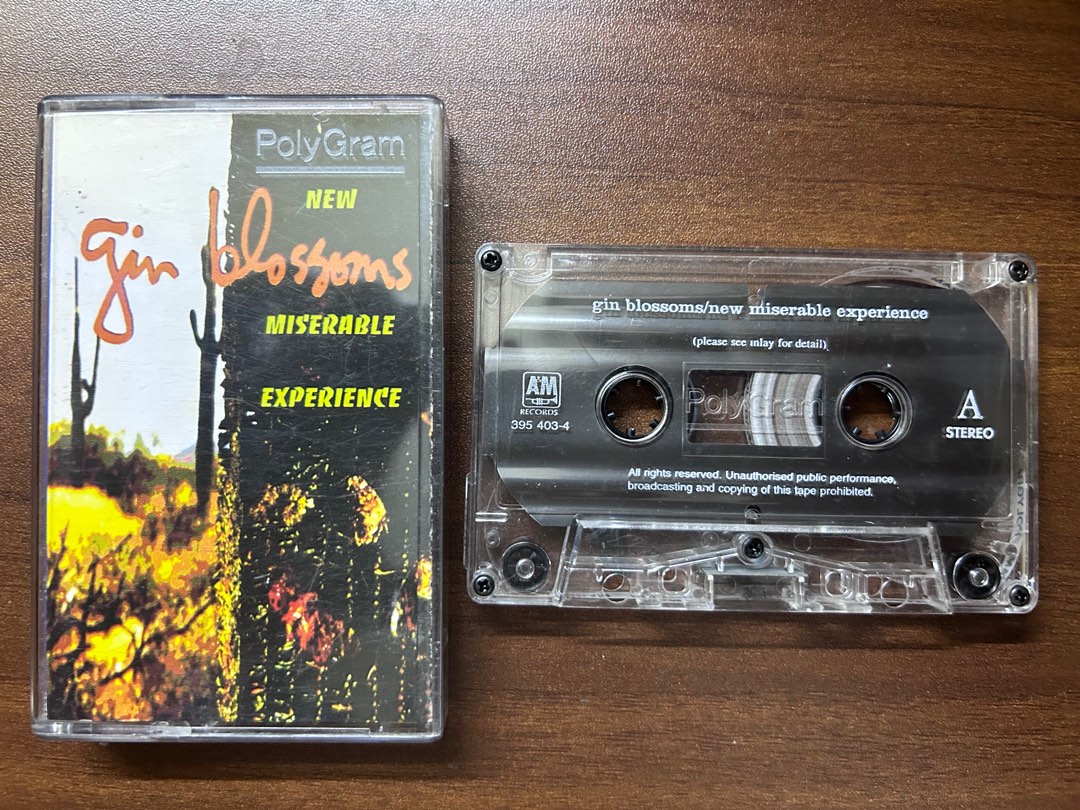 PolyGram
NEW
gin blossoms
MISERABLE
EXPERIENCE
gin blossoms/new miserable experience
(please see inlay for detail)
A&M
RECORDS
395 403-4
PolyGram
A
STEREO
All rights reserved. Unauthorised public performance,
broadcasting and copying of this tape prohibited.